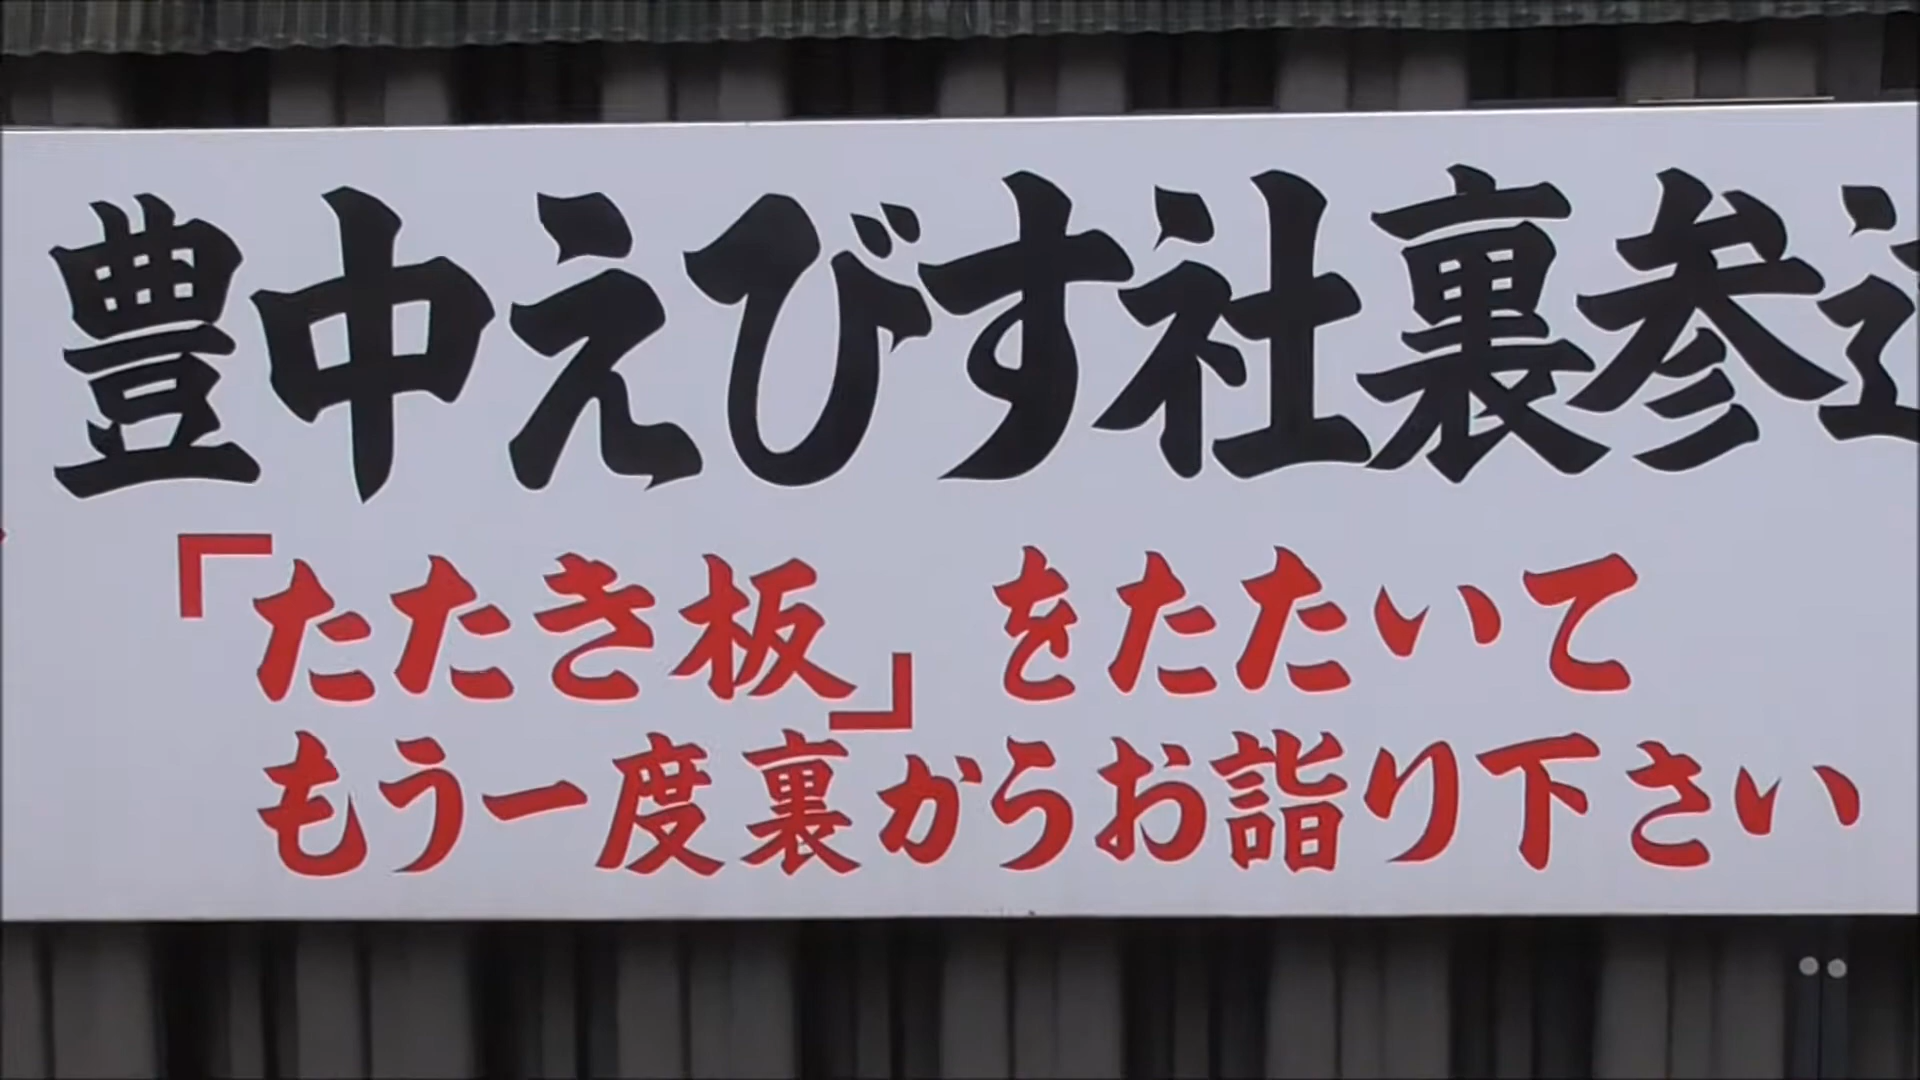 豊中えびす社裏参道
「たたき板」をたたいて
もう一度裏からお詣り下さい